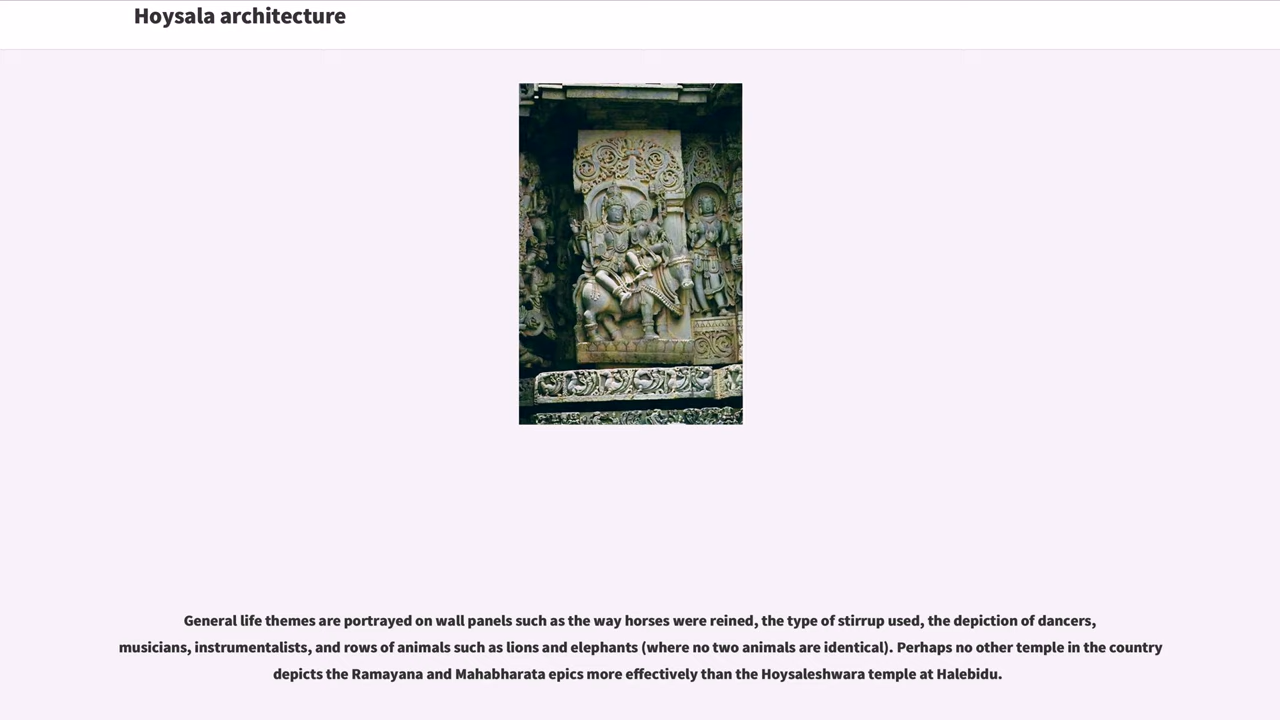 Hoysala architecture
General life themes are portrayed on wall panels such as the way horses were reined, the type of stirrup used, the depiction of dancers,
musicians, instrumentalists, and rows of animals such as lions and elephants (where no two animals are identical). Perhaps no other temple in the country
depicts the Ramayana and Mahabharata epics more effectively than the Hoysaleshwara temple at Halebidu.